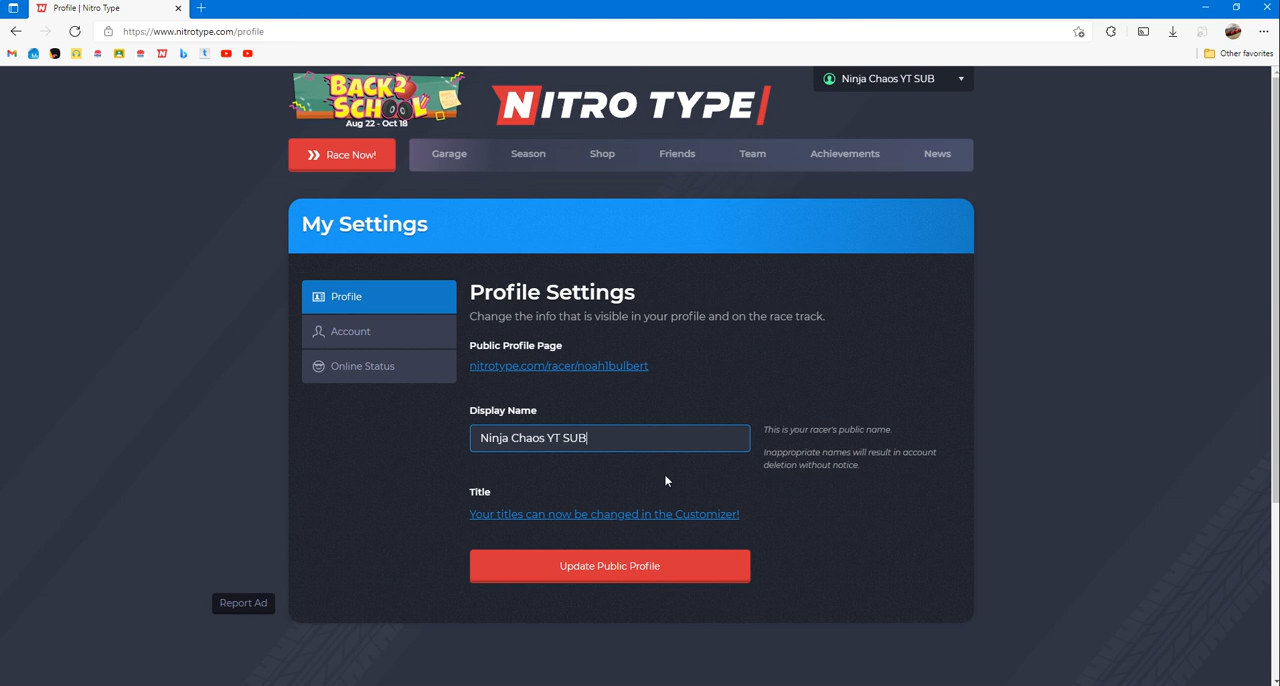 Profile | Nitro Type
https://www.nitrotype.com/profile
Other favorites
BACK 2 SCHOOL
Aug 22 - Oct 18
NITRO TYPE
Ninja Chaos YT SUB
Race Now!
Garage
Season
Shop
Friends
Team
Achievements
News
My Settings
Profile
Account
Online Status
Profile Settings
Change the info that is visible in your profile and on the race track.
Public Profile Page
nitrotype.com/racer/noah1bulbert
Display Name
Ninja Chaos YT SUB
This is your racer's public name.
Inappropriate names will result in account
deletion without notice.
Title
Your titles can now be changed in the Customizer!
Update Public Profile
Report Ad